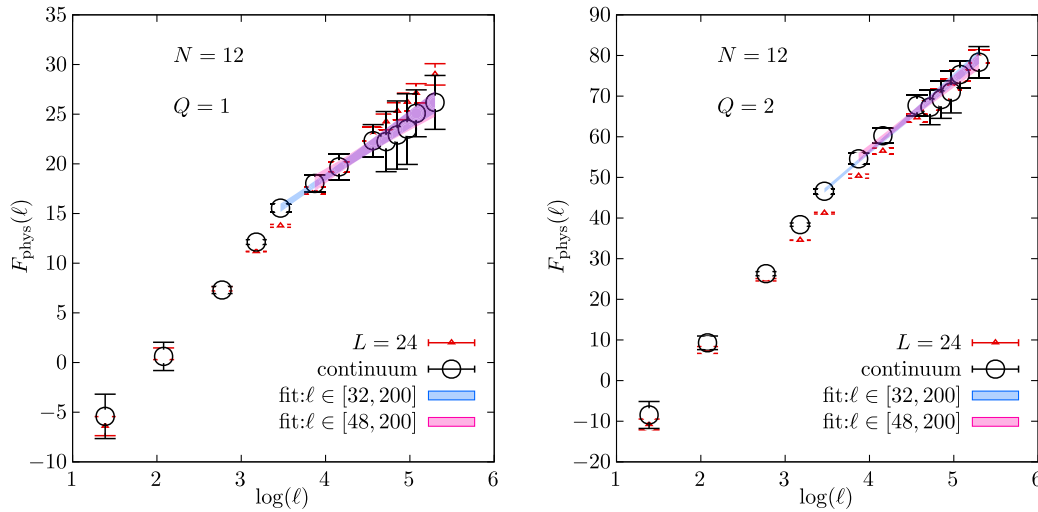 35
30
25
20
15
10
5
0
−5
−10
1
2
3
4
5
6
F_phys(ℓ)
log(ℓ)
N = 12
Q = 1
L = 24
continuum
fit:ℓ ∈ [32, 200]
fit:ℓ ∈ [48, 200]
90
80
70
60
50
40
30
20
10
0
−10
−20
1
2
3
4
5
6
F_phys(ℓ)
log(ℓ)
N = 12
Q = 2
L = 24
continuum
fit:ℓ ∈ [32, 200]
fit:ℓ ∈ [48, 200]